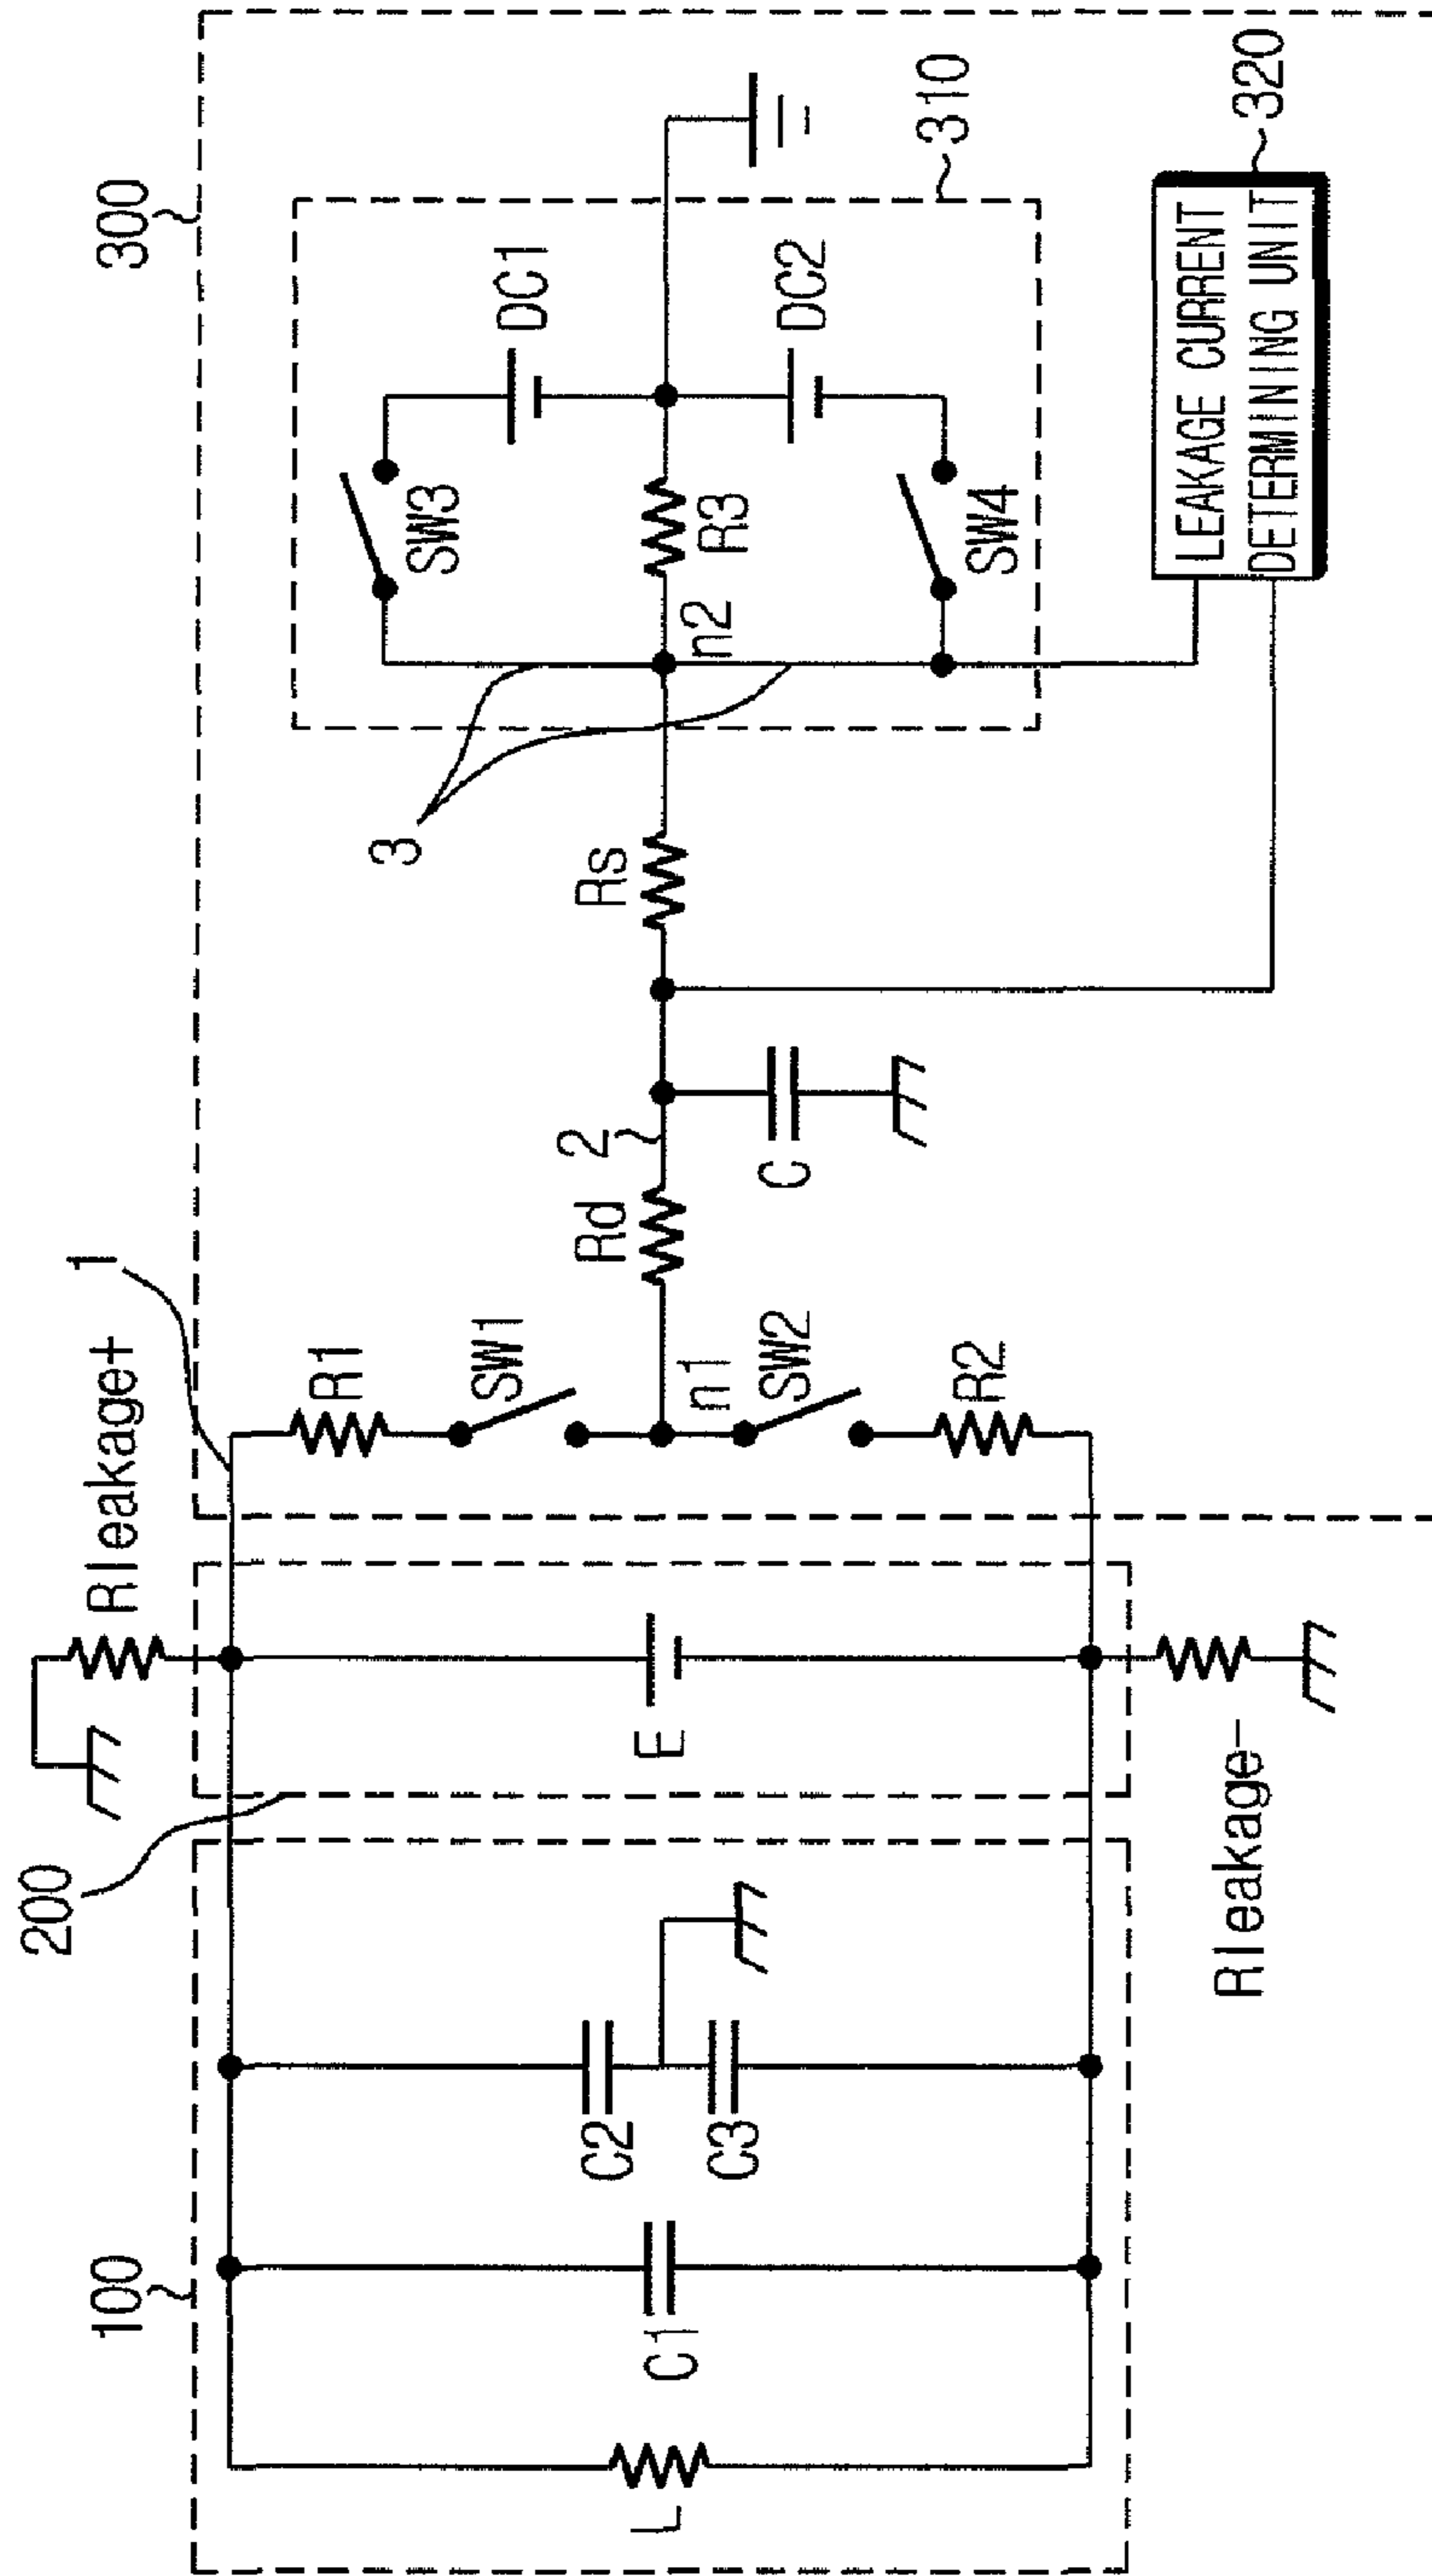 300
310
320
DC1
DC2
SW3
R3
SW4
n2
LEAKAGE CURRENT
DETERMINING UNIT
3
Rs
2
Rd
C
1
R1
SW1
n1
SW2
R2
Rleakage+
E
Rleakage-
200
100
C2
C3
C1
L